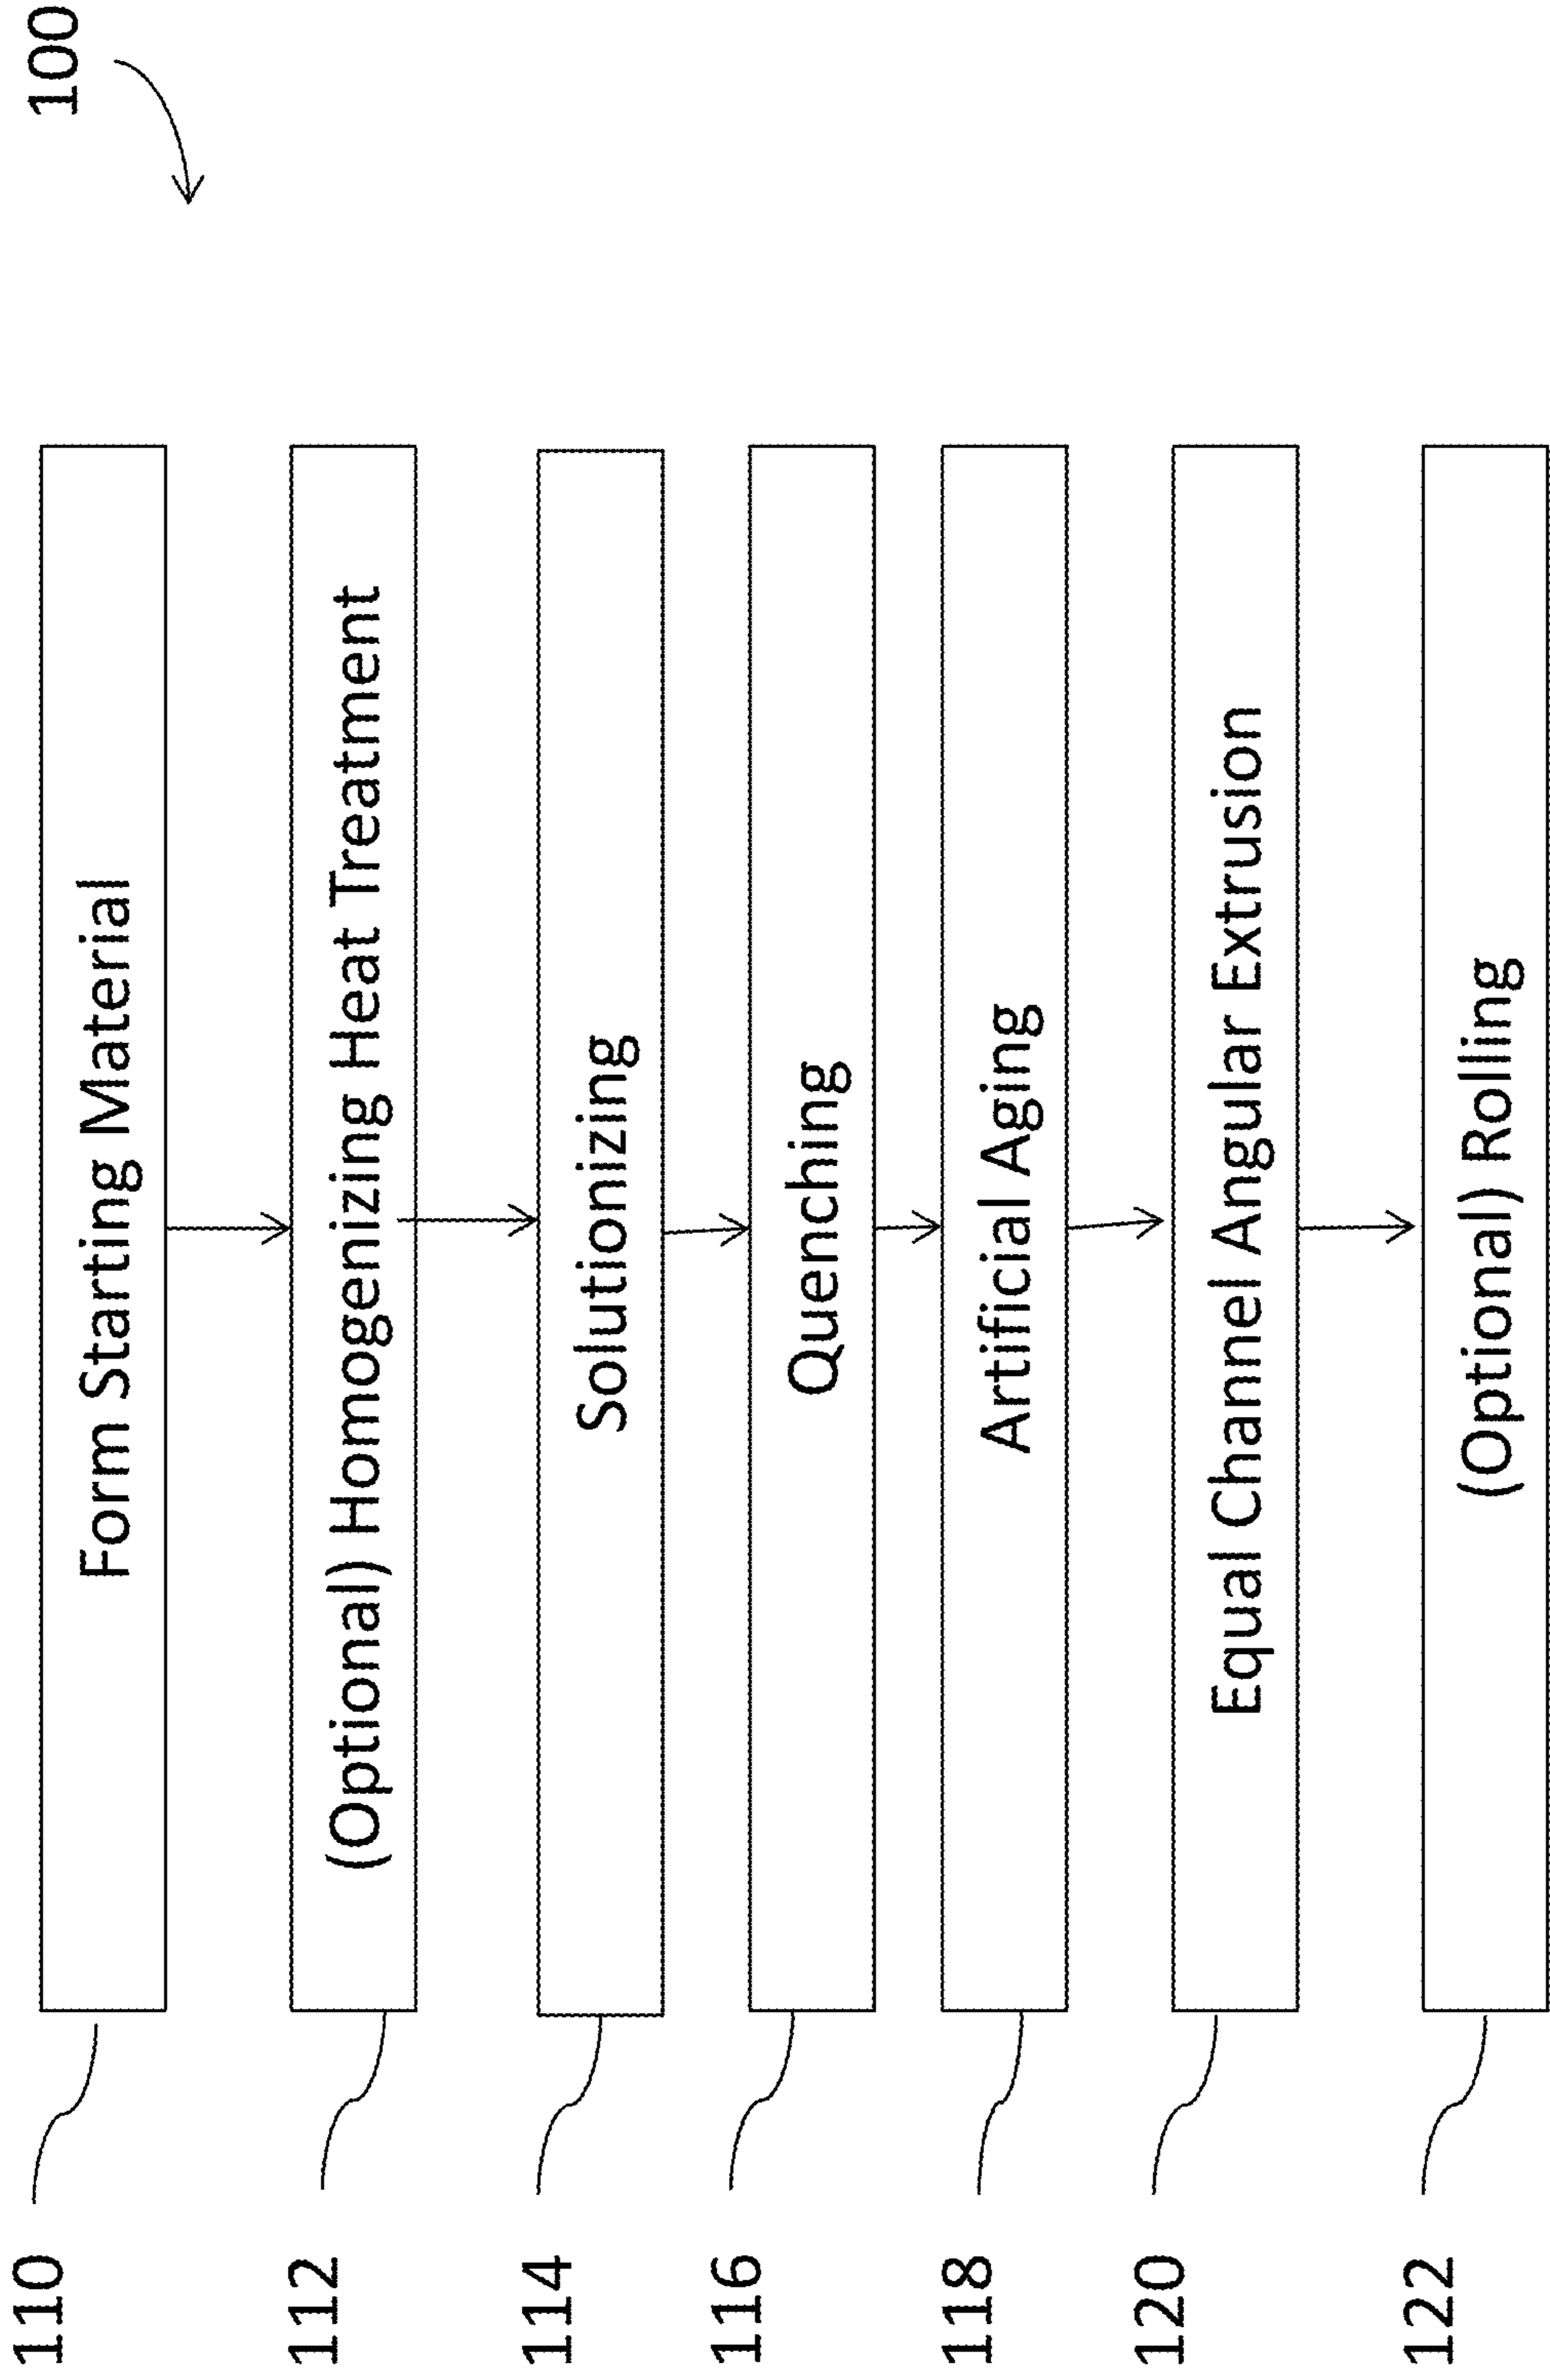 100
110 Form Starting Material
112 (Optional) Homogenizing Heat Treatment
114 Solutionizing
116 Quenching
118 Artificial Aging
120 Equal Channel Angular Extrusion
122 (Optional) Rolling